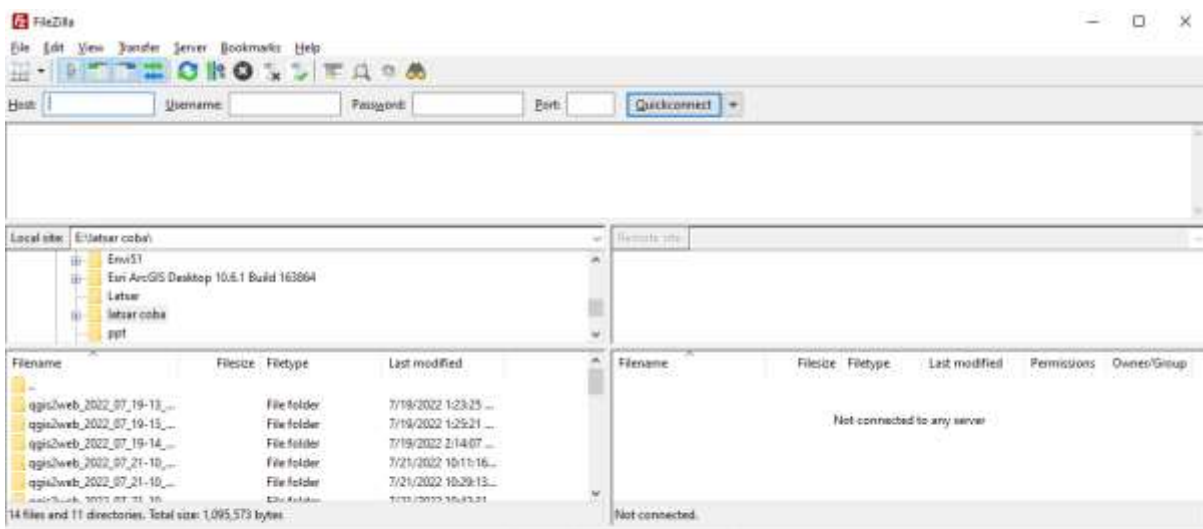 FileZilla
File Edit View Transfer Server Bookmarks Help
Host: Username: Password: Port: Quickconnect
Local site: E:\latsar coba\ Remote site:
Envi51
Esri ArcGIS Desktop 10.6.1 Build 163864
Latsar
latsar coba
ppt
Filename Filesize Filetype Last modified Filename Filesize Filetype Last modified Permissions Owner/Group
..
qgis2web_2022_07_19-13_... File folder 7/19/2022 1:23:25 ...
qgis2web_2022_07_19-13_... File folder 7/19/2022 1:25:21 ...
Not connected to any server
qgis2web_2022_07_19-14_... File folder 7/19/2022 2:14:07 ...
qgis2web_2022_07_21-10_... File folder 7/21/2022 10:11:16...
qgis2web_2022_07_21-10_... File folder 7/21/2022 10:29:13...
File folder
14 files and 11 directories. Total size: 1,095,573 bytes Not connected.